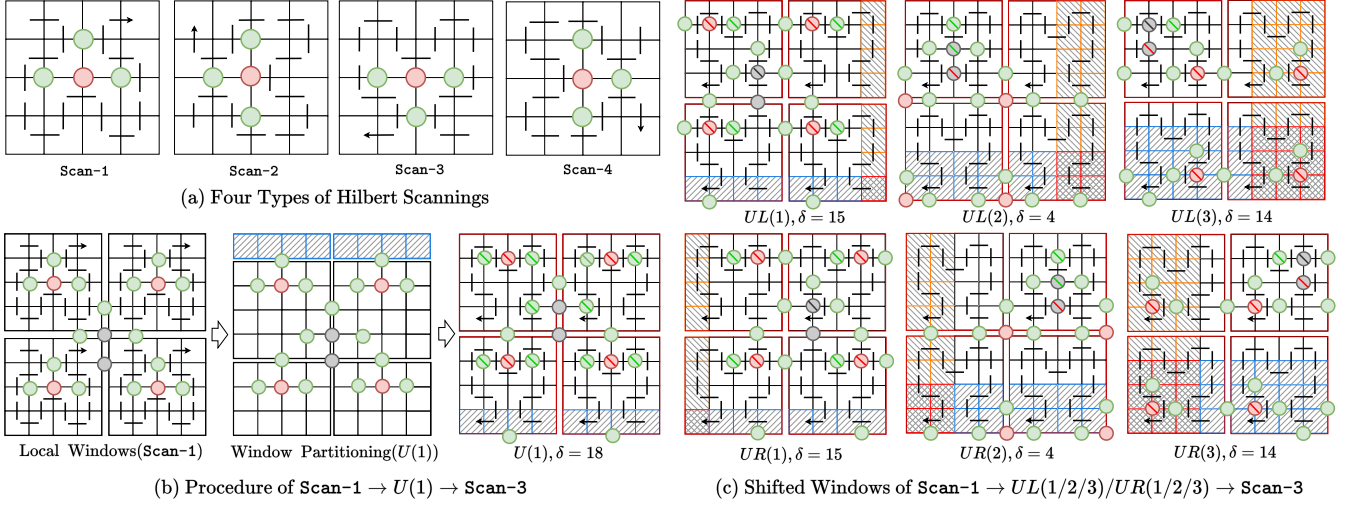 Scan-1
Scan-2
Scan-3
Scan-4
(a) Four Types of Hilbert Scannings
Local Windows(Scan-1)
Window Partitioning(U(1))
U(1), δ = 18
(b) Procedure of Scan-1 → U(1) → Scan-3
UL(1), δ = 15
UL(2), δ = 4
UL(3), δ = 14
UR(1), δ = 15
UR(2), δ = 4
UR(3), δ = 14
(c) Shifted Windows of Scan-1 → UL(1/2/3)/UR(1/2/3) → Scan-3